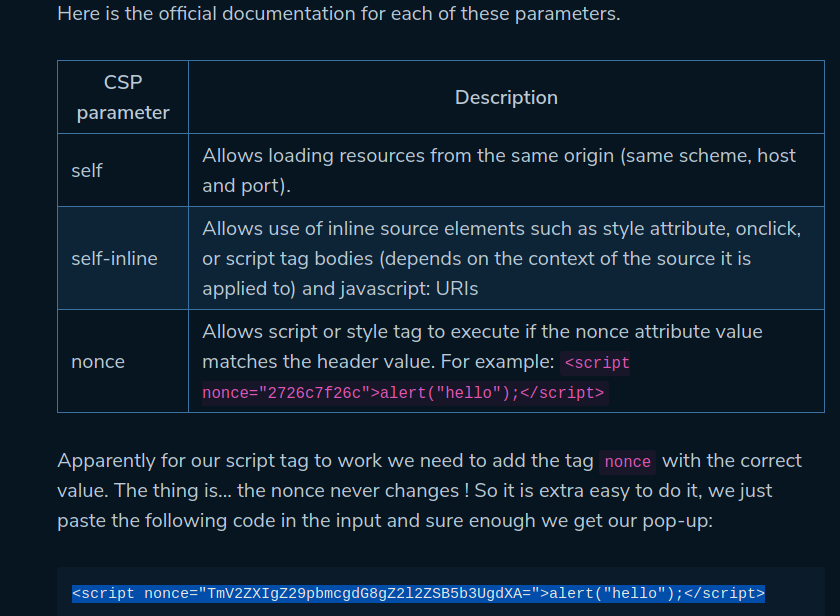 Here is the official documentation for each of these parameters.
CSP
parameter
Description
self
Allows loading resources from the same origin (same scheme, host
and port).
self-inline
Allows use of inline source elements such as style attribute, onclick,
or script tag bodies (depends on the context of the source it is
applied to) and javascript: URIs
nonce
Allows script or style tag to execute if the nonce attribute value
matches the header value. For example: <script
nonce="2726c7f26c">alert("hello");</script>
Apparently for our script tag to work we need to add the tag nonce with the correct
value. The thing is... the nonce never changes ! So it is extra easy to do it, we just
paste the following code in the input and sure enough we get our pop-up:
<script nonce="TmV2ZXIgZ29pbmcgdG8gZ2l2ZSB5b3UgdXA=">alert("hello");</script>